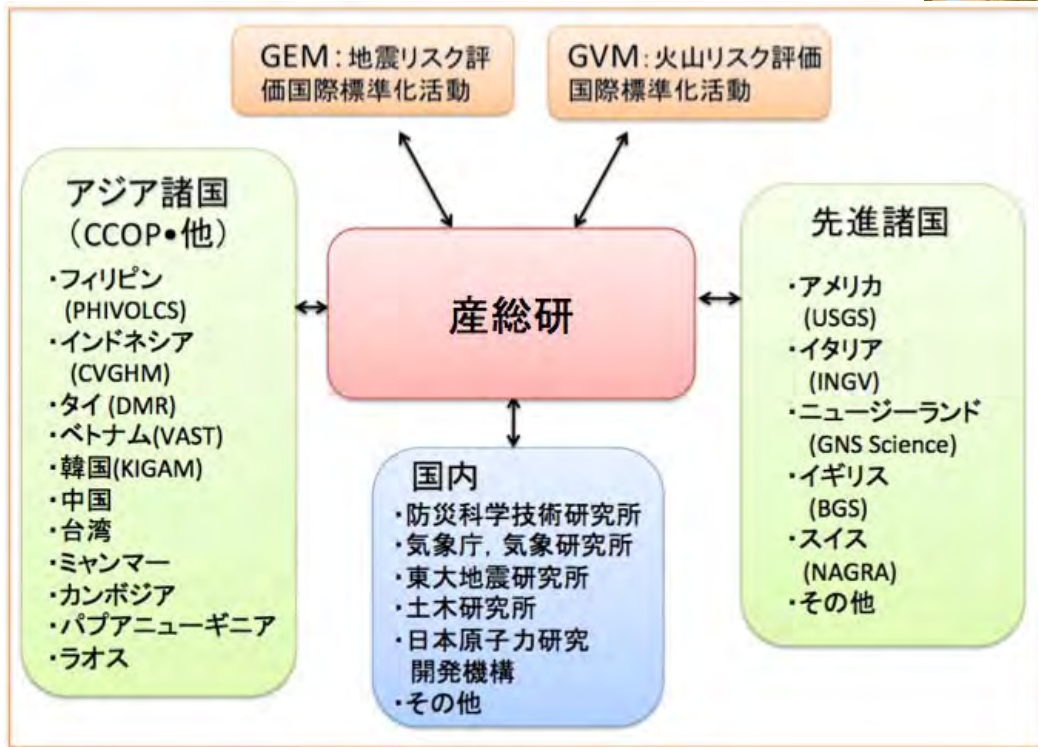 GEM：地震リスク評
価国際標準化活動
GVM：火山リスク評価
国際標準化活動
アジア諸国
（CCOP•他）
・フィリピン
(PHIVOLCS)
・インドネシア
(CVGHM)
・タイ (DMR)
・ベトナム(VAST)
・韓国(KIGAM)
・中国
・台湾
・ミャンマー
・カンボジア
・パプアニューギニア
・ラオス
産総研
国内
・防災科学技術研究所
・気象庁，気象研究所
・東大地震研究所
・土木研究所
・日本原子力研究
開発機構
・その他
先進諸国
・アメリカ
(USGS)
・イタリア
(INGV)
・ニュージーランド
(GNS Science)
・イギリス
(BGS)
・スイス
(NAGRA)
・その他